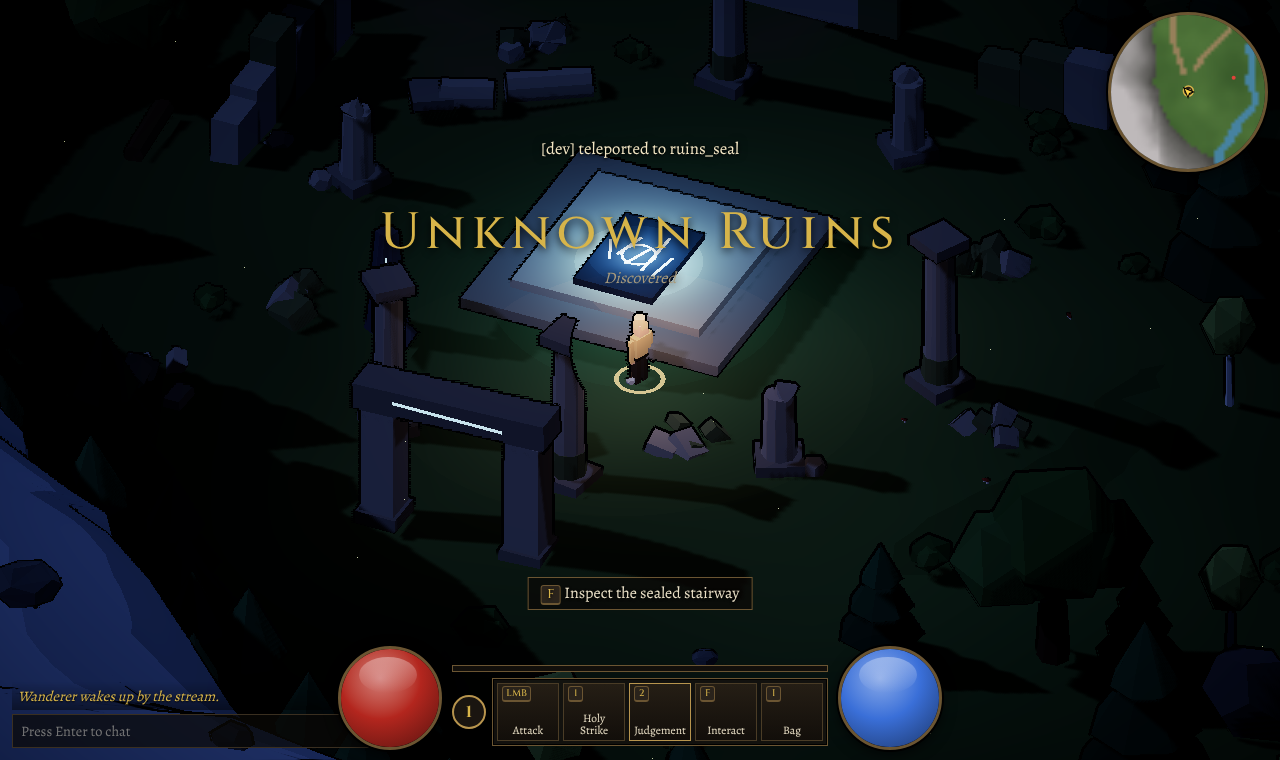 [dev] teleported to ruins_seal
Unknown Ruins
Discovered
F Inspect the sealed stairway
Wanderer wakes up by the stream.
Press Enter to chat
1
LMB
Attack
1
Holy
Strike
2
Judgement
F
Interact
I
Bag